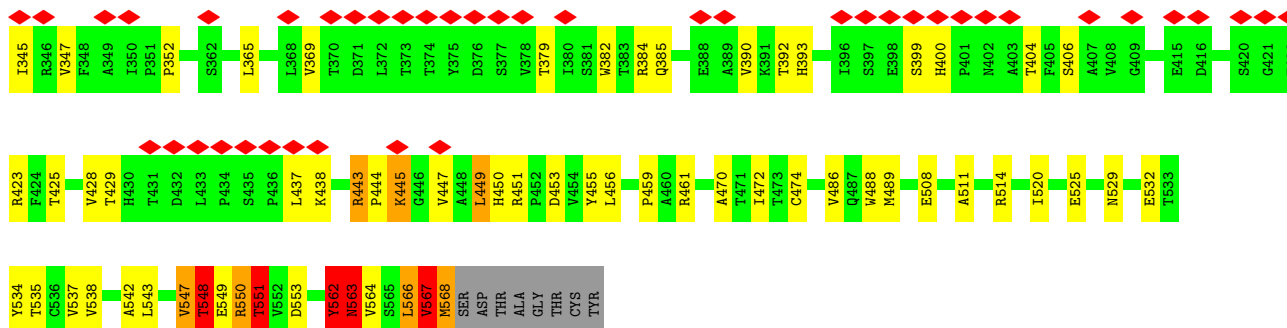 I345 R346 V347 F348 A349 I350 P351 P352 S362 L365 L368 V369 T370 D371 L372 T373 T374 Y375 D376 S377 V378 T379 I380 S381 W382 T383 R384 Q385 E388 A389 V390 K391 T392 H393 I396 S397 E398 S399 H400 P401 N402 A403 T404 F405 S406 A407 V408 G409 E415 D416 S420 G421
R423 F424 T425 V428 T429 H430 T431 D432 L433 P434 S435 P436 L437 K438 R443 P444 K445 G446 V447 A448 L449 H450 R451 P452 D453 V454 Y455 L456 P459 A460 R461 A470 T471 I472 T473 C474 V486 Q487 W488 M489 E508 A511 R514 I520 E525 N529 E532 T533
Y534 T535 C536 V537 V538 A542 L543 V547 T548 E549 R550 T551 V552 D553 Y562 N563 V564 S565 L566 V567 M568 SER ASP THR ALA GLY THR CYS TYR